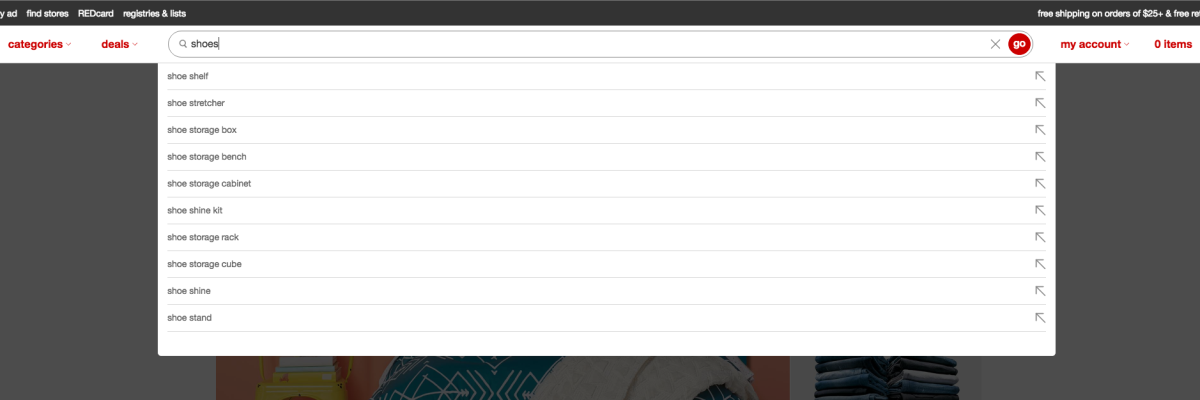 ad find stores REDcard registries & lists free shipping on orders of $25+ & free
categories deals shoes go my account 0 items
shoe shelf
shoe stretcher
shoe storage box
shoe storage bench
shoe storage cabinet
shoe shine kit
shoe storage rack
shoe storage cube
shoe shine
shoe stand